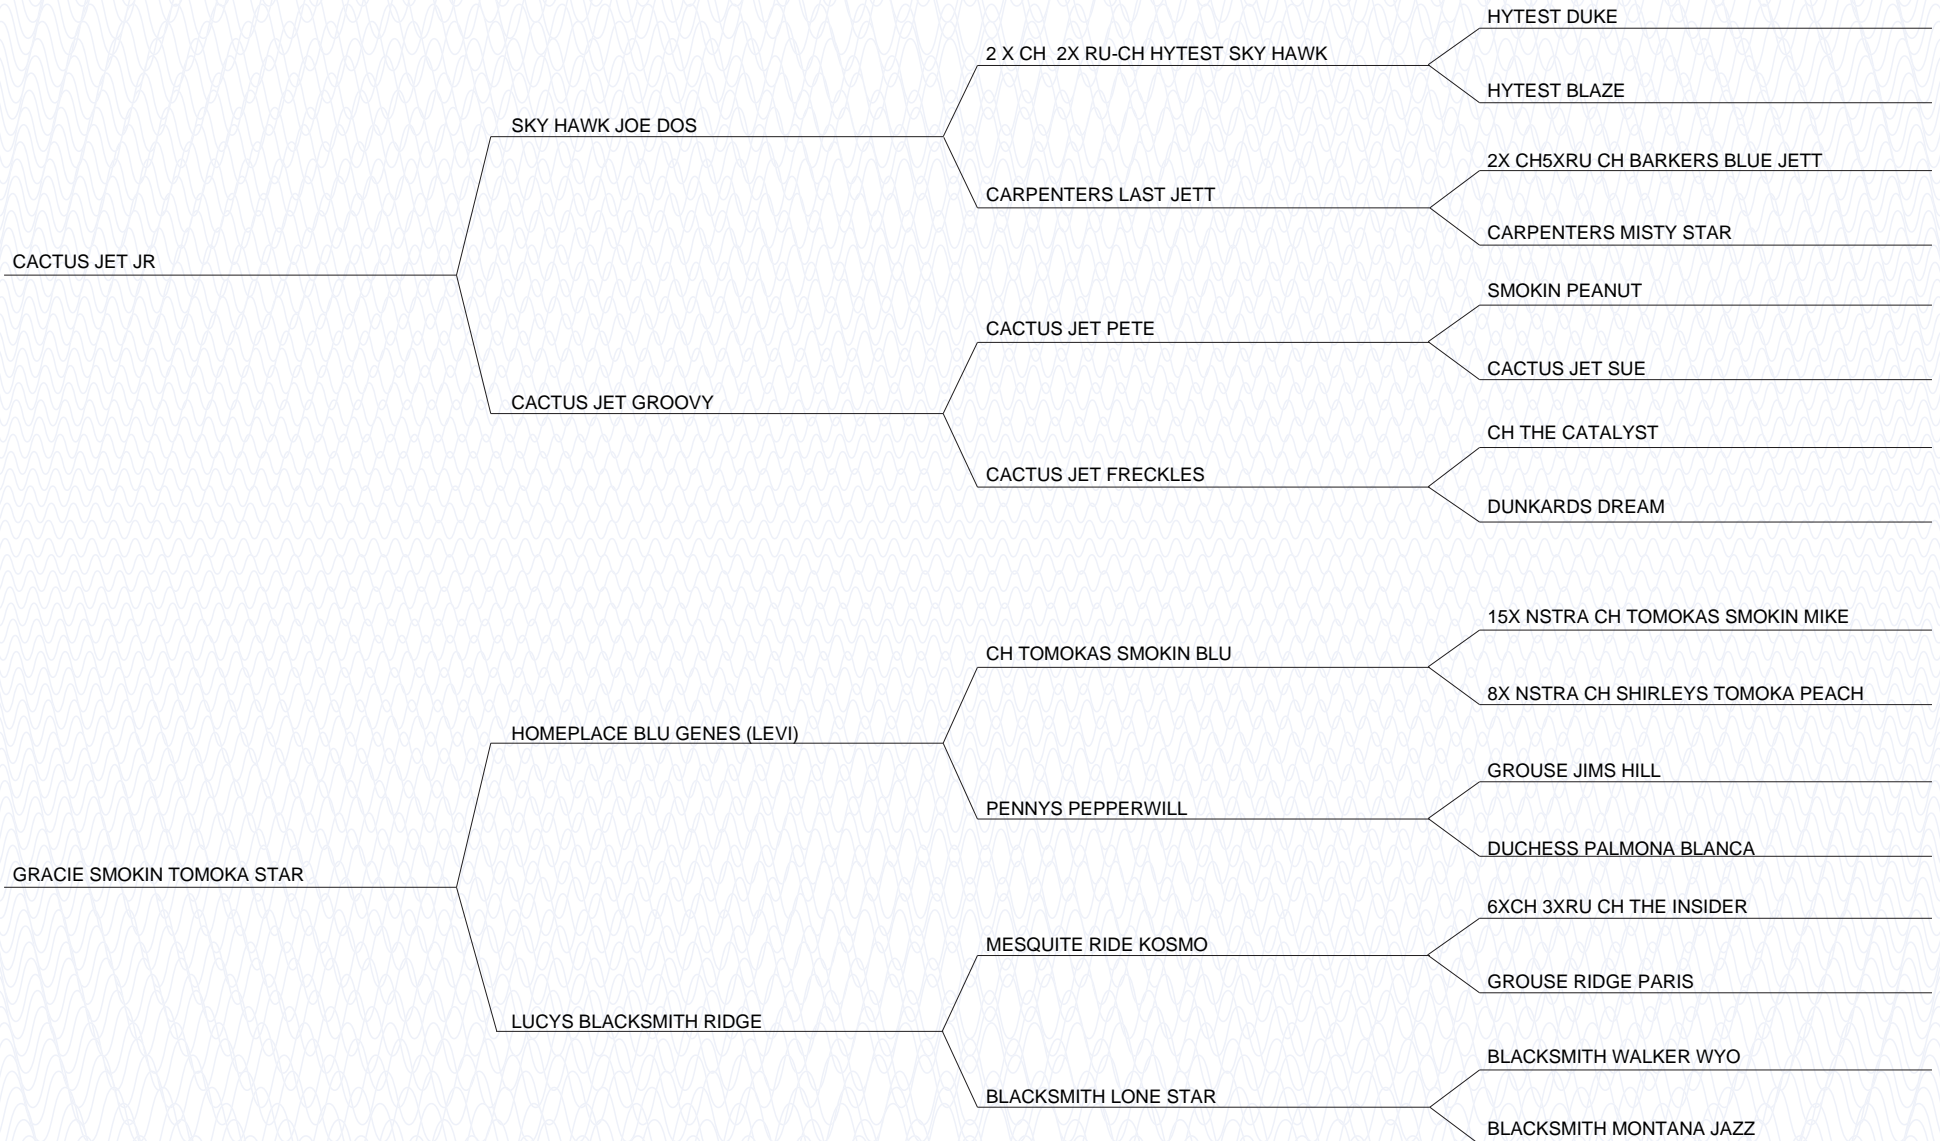 HYTEST DUKE
2 X CH  2X RU-CH HYTEST SKY HAWK
HYTEST BLAZE
SKY HAWK JOE DOS
2X CH5XRU CH BARKERS BLUE JETT
CARPENTERS LAST JETT
CARPENTERS MISTY STAR
CACTUS JET JR
SMOKIN PEANUT
CACTUS JET PETE
CACTUS JET SUE
CACTUS JET GROOVY
CH THE CATALYST
CACTUS JET FRECKLES
DUNKARDS DREAM
15X NSTRA CH TOMOKAS SMOKIN MIKE
CH TOMOKAS SMOKIN BLU
8X NSTRA CH SHIRLEYS TOMOKA PEACH
HOMEPLACE BLU GENES (LEVI)
GROUSE JIMS HILL
PENNYS PEPPERWILL
DUCHESS PALMONA BLANCA
GRACIE SMOKIN TOMOKA STAR
6XCH 3XRU CH THE INSIDER
MESQUITE RIDE KOSMO
GROUSE RIDGE PARIS
LUCYS BLACKSMITH RIDGE
BLACKSMITH WALKER WYO
BLACKSMITH LONE STAR
BLACKSMITH MONTANA JAZZ